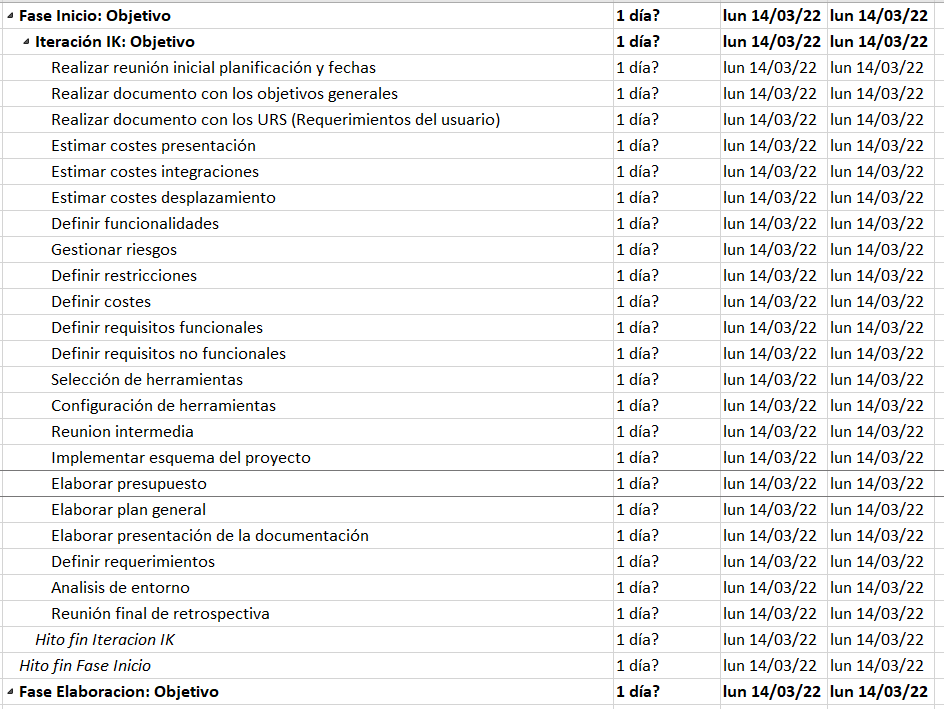 Fase Inicio: Objetivo 1 día? lun 14/03/22 lun 14/03/22
Iteración IK: Objetivo 1 día? lun 14/03/22 lun 14/03/22
Realizar reunión inicial planificación y fechas 1 día? lun 14/03/22 lun 14/03/22
Realizar documento con los objetivos generales 1 día? lun 14/03/22 lun 14/03/22
Realizar documento con los URS (Requerimientos del usuario) 1 día? lun 14/03/22 lun 14/03/22
Estimar costes presentación 1 día? lun 14/03/22 lun 14/03/22
Estimar costes integraciones 1 día? lun 14/03/22 lun 14/03/22
Estimar costes desplazamiento 1 día? lun 14/03/22 lun 14/03/22
Definir funcionalidades 1 día? lun 14/03/22 lun 14/03/22
Gestionar riesgos 1 día? lun 14/03/22 lun 14/03/22
Definir restricciones 1 día? lun 14/03/22 lun 14/03/22
Definir costes 1 día? lun 14/03/22 lun 14/03/22
Definir requisitos funcionales 1 día? lun 14/03/22 lun 14/03/22
Definir requisitos no funcionales 1 día? lun 14/03/22 lun 14/03/22
Selección de herramientas 1 día? lun 14/03/22 lun 14/03/22
Configuración de herramientas 1 día? lun 14/03/22 lun 14/03/22
Reunion intermedia 1 día? lun 14/03/22 lun 14/03/22
Implementar esquema del proyecto 1 día? lun 14/03/22 lun 14/03/22
Elaborar presupuesto 1 día? lun 14/03/22 lun 14/03/22
Elaborar plan general 1 día? lun 14/03/22 lun 14/03/22
Elaborar presentación de la documentación 1 día? lun 14/03/22 lun 14/03/22
Definir requerimientos 1 día? lun 14/03/22 lun 14/03/22
Analisis de entorno 1 día? lun 14/03/22 lun 14/03/22
Reunión final de retrospectiva 1 día? lun 14/03/22 lun 14/03/22
Hito fin Iteracion IK 1 día? lun 14/03/22 lun 14/03/22
Hito fin Fase Inicio 1 día? lun 14/03/22 lun 14/03/22
Fase Elaboracion: Objetivo 1 día? lun 14/03/22 lun 14/03/22